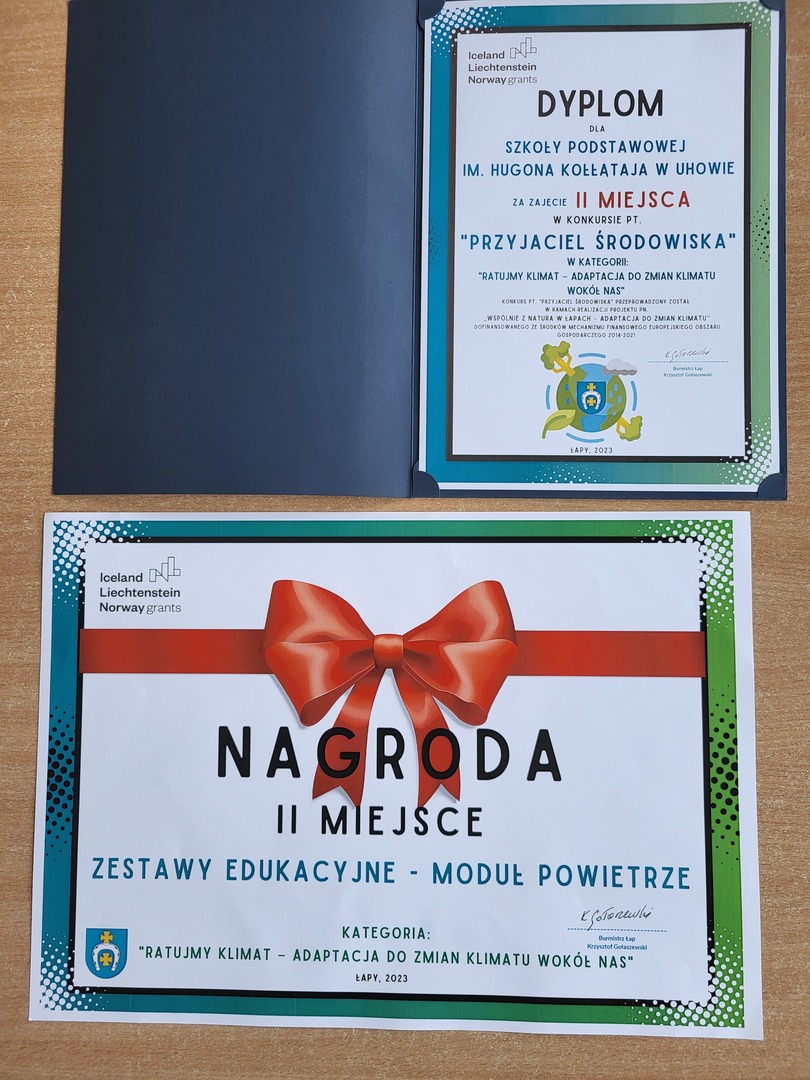 Iceland
Liechtenstein
Norway grants
DYPLOM
DLA
SZKOŁY PODSTAWOWEJ
IM. HUGONA KOŁŁĄTAJA W UHOWIE
ZA ZAJĘCIE II MIEJSCA
W KONKURSIE PT.
"PRZYJACIEL ŚRODOWISKA"
W KATEGORII:
"RATUJMY KLIMAT – ADAPTACJA DO ZMIAN KLIMATU
WOKÓŁ NAS"
KONKURS PT. "PRZYJACIEL ŚRODOWISKA" PRZEPROWADZONY ZOSTAŁ
W RAMACH REALIZACJI PROJEKTU PN.
„WSPÓLNIE Z NATURĄ W ŁAPACH – ADAPTACJA DO ZMIAN KLIMATU"
DOFINANSOWANEGO ZE ŚRODKÓW MECHANIZMU FINANSOWEGO EUROPEJSKIEGO OBSZARU
GOSPODARCZEGO 2014-2021
K Gołaszewski
Burmistrz Łap
Krzysztof Gołaszewski
ŁAPY, 2023
Iceland
Liechtenstein
Norway grants
NAGRODA
II MIEJSCE
ZESTAWY EDUKACYJNE - MODUŁ POWIETRZE
K Gołaszewski
Burmistrz Łap
Krzysztof Gołaszewski
KATEGORIA:
"RATUJMY KLIMAT – ADAPTACJA DO ZMIAN KLIMATU WOKÓŁ NAS"
ŁAPY, 2023